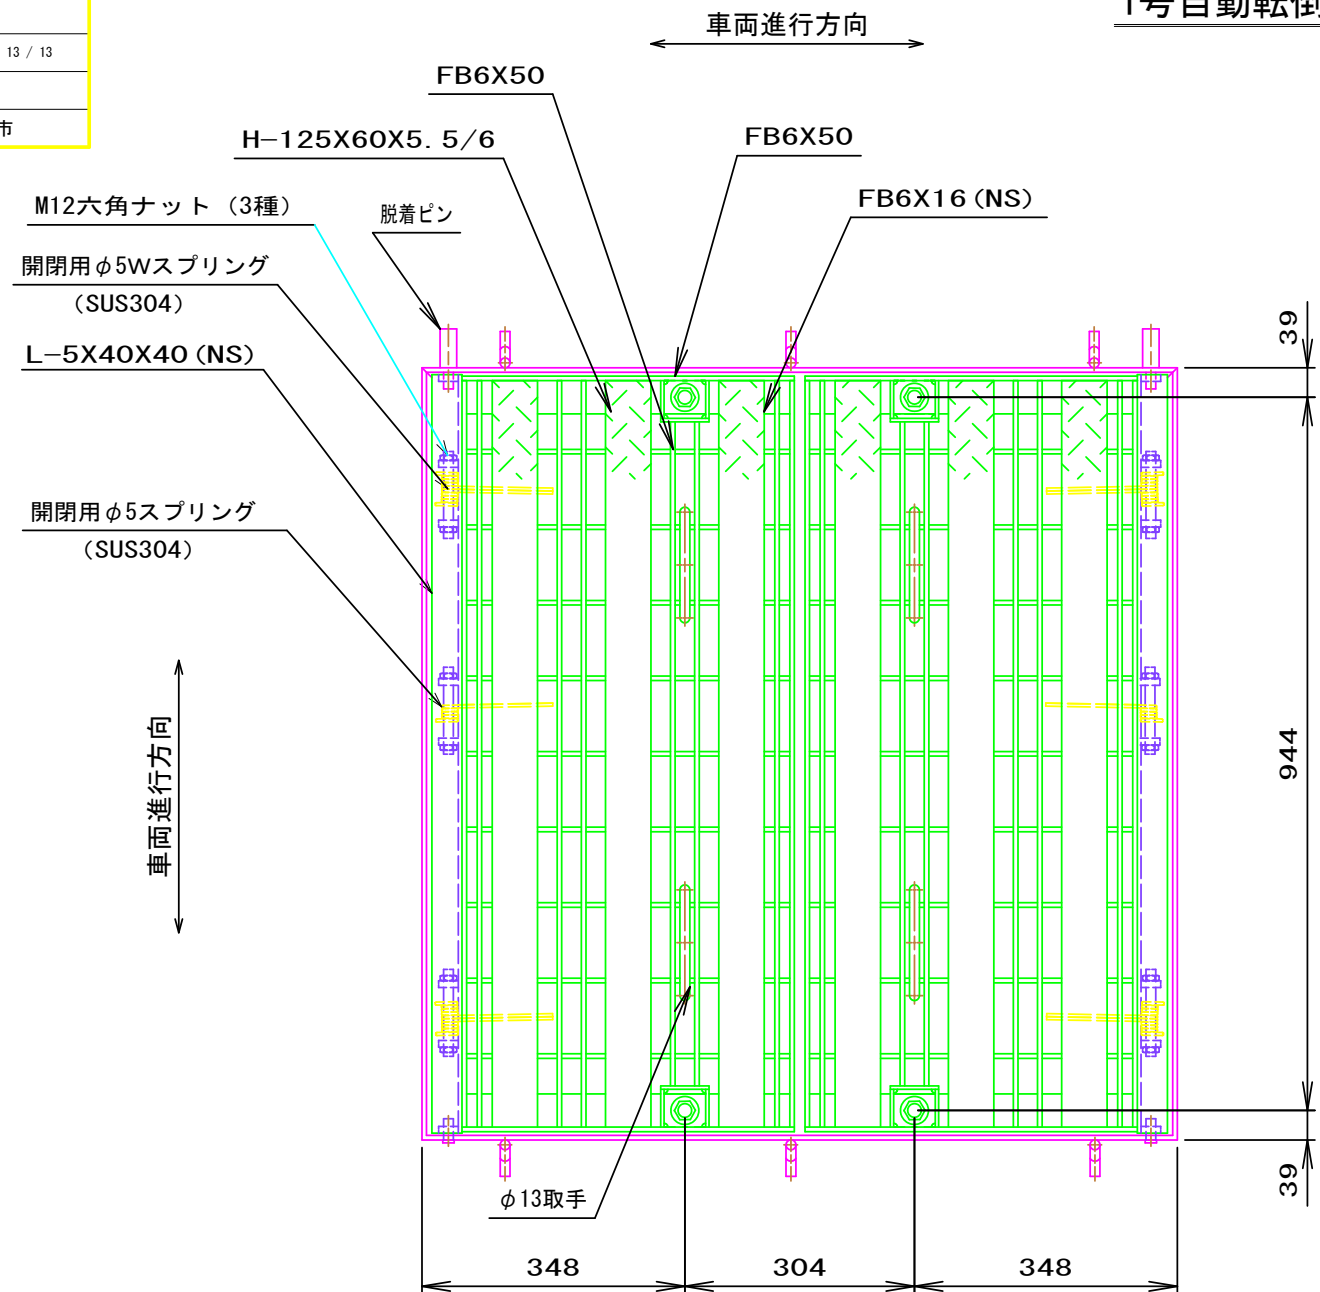 1号自動転倒
車両進行方向
13 / 13
市
FB6X50
H-125X60X5.5/6
FB6X50
M12六角ナット（3種）
脱着ピン
FB6X16(NS)
開閉用φ5Wスプリング
（SUS304）
L-5X40X40(NS)
39
開閉用φ5スプリング
（SUS304）
車両進行方向
944
φ13取手
39
348
304
348